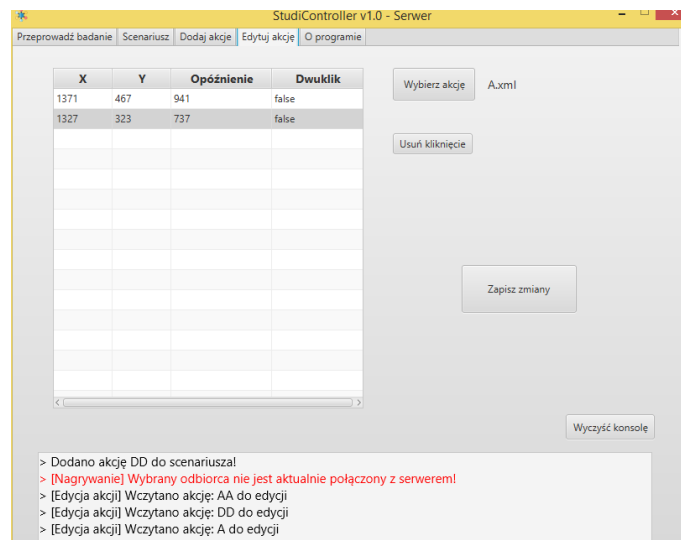 StudiController v1.0 - Serwer
Przeprowadź badanie Scenariusz Dodaj akcje Edytuj akcję O programie
X Y Opóźnienie Dwuklik
1371 467 941 false
1327 323 737 false
Wybierz akcję A.xml
Usuń kliknięcie
Zapisz zmiany
Wyczyść konsolę
> Dodano akcję DD do scenariusza!
> [Nagrywanie] Wybrany odbiorca nie jest aktualnie połączony z serwerem!
> [Edycja akcji] Wczytano akcję: AA do edycji
> [Edycja akcji] Wczytano akcję: DD do edycji
> [Edycja akcji] Wczytano akcję: A do edycji